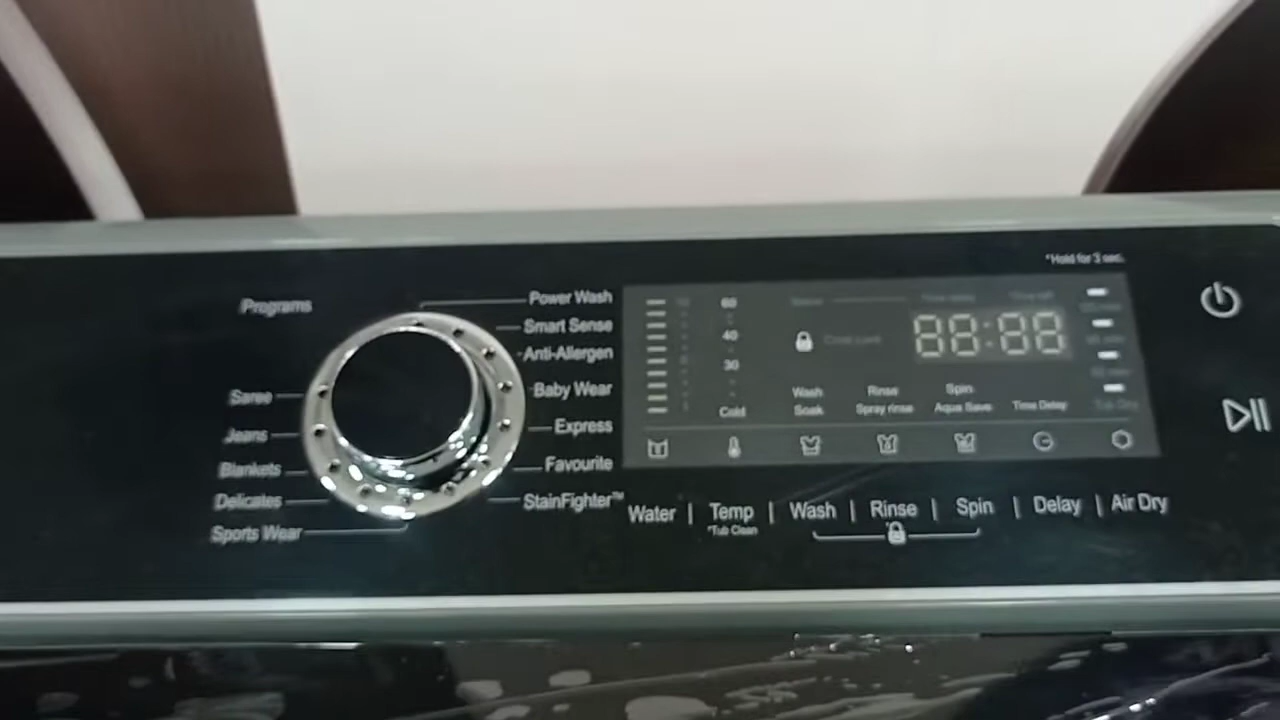 *Hold for 3 sec.
Programs
Power Wash
Smart Sense
Anti-Allergen
Baby Wear
Express
Favourite
StainFighter™
Saree
Jeans
Blankets
Delicates
Sports Wear
60
40
30
Cold
88:88
Wash
Soak
Rinse
Spray rinse
Spin
Aqua Save
Time Delay
Water | Temp | Wash | Rinse | Spin | Delay | Air Dry
*Tub Clean